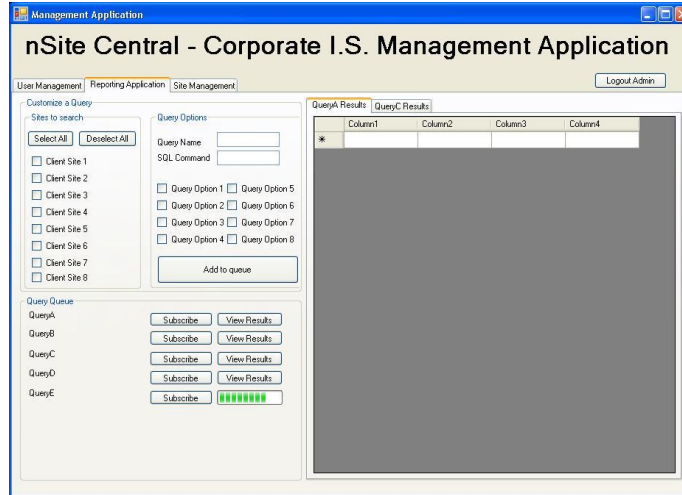 Management Application
nSite Central - Corporate I.S. Management Application
User Management Reporting Application Site Management
Logout Admin
Customize a Query
Sites to search
Select All Deselect All
Client Site 1
Client Site 2
Client Site 3
Client Site 4
Client Site 5
Client Site 6
Client Site 7
Client Site 8
Query Options
Query Name
SQL Command
Query Option 1 Query Option 5
Query Option 2 Query Option 6
Query Option 3 Query Option 7
Query Option 4 Query Option 8
Add to queue
Query Queue
QueryA Subscribe View Results
QueryB Subscribe View Results
QueryC Subscribe View Results
QueryD Subscribe View Results
QueryE Subscribe
QueryA Results QueryC Results
Column1 Column2 Column3 Column4